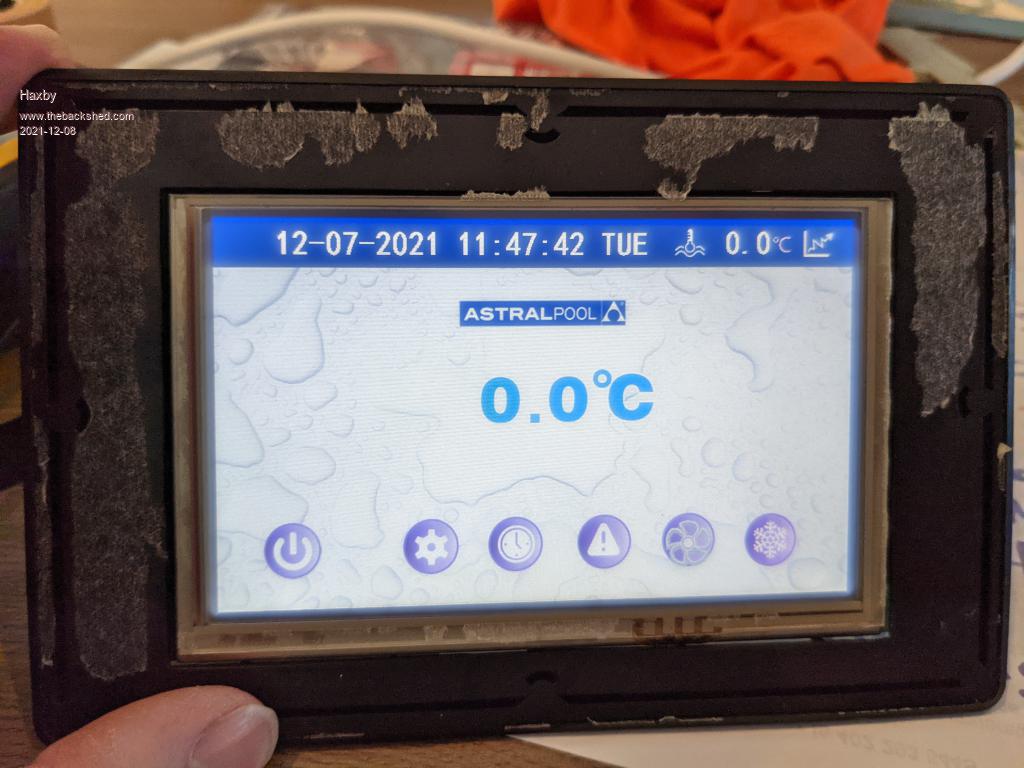 Haxby
www.thebackshed.com
2021-12-08
12-07-2021 11:47:42 TUE 0.0℃
ASTRALPOOL
0.0℃